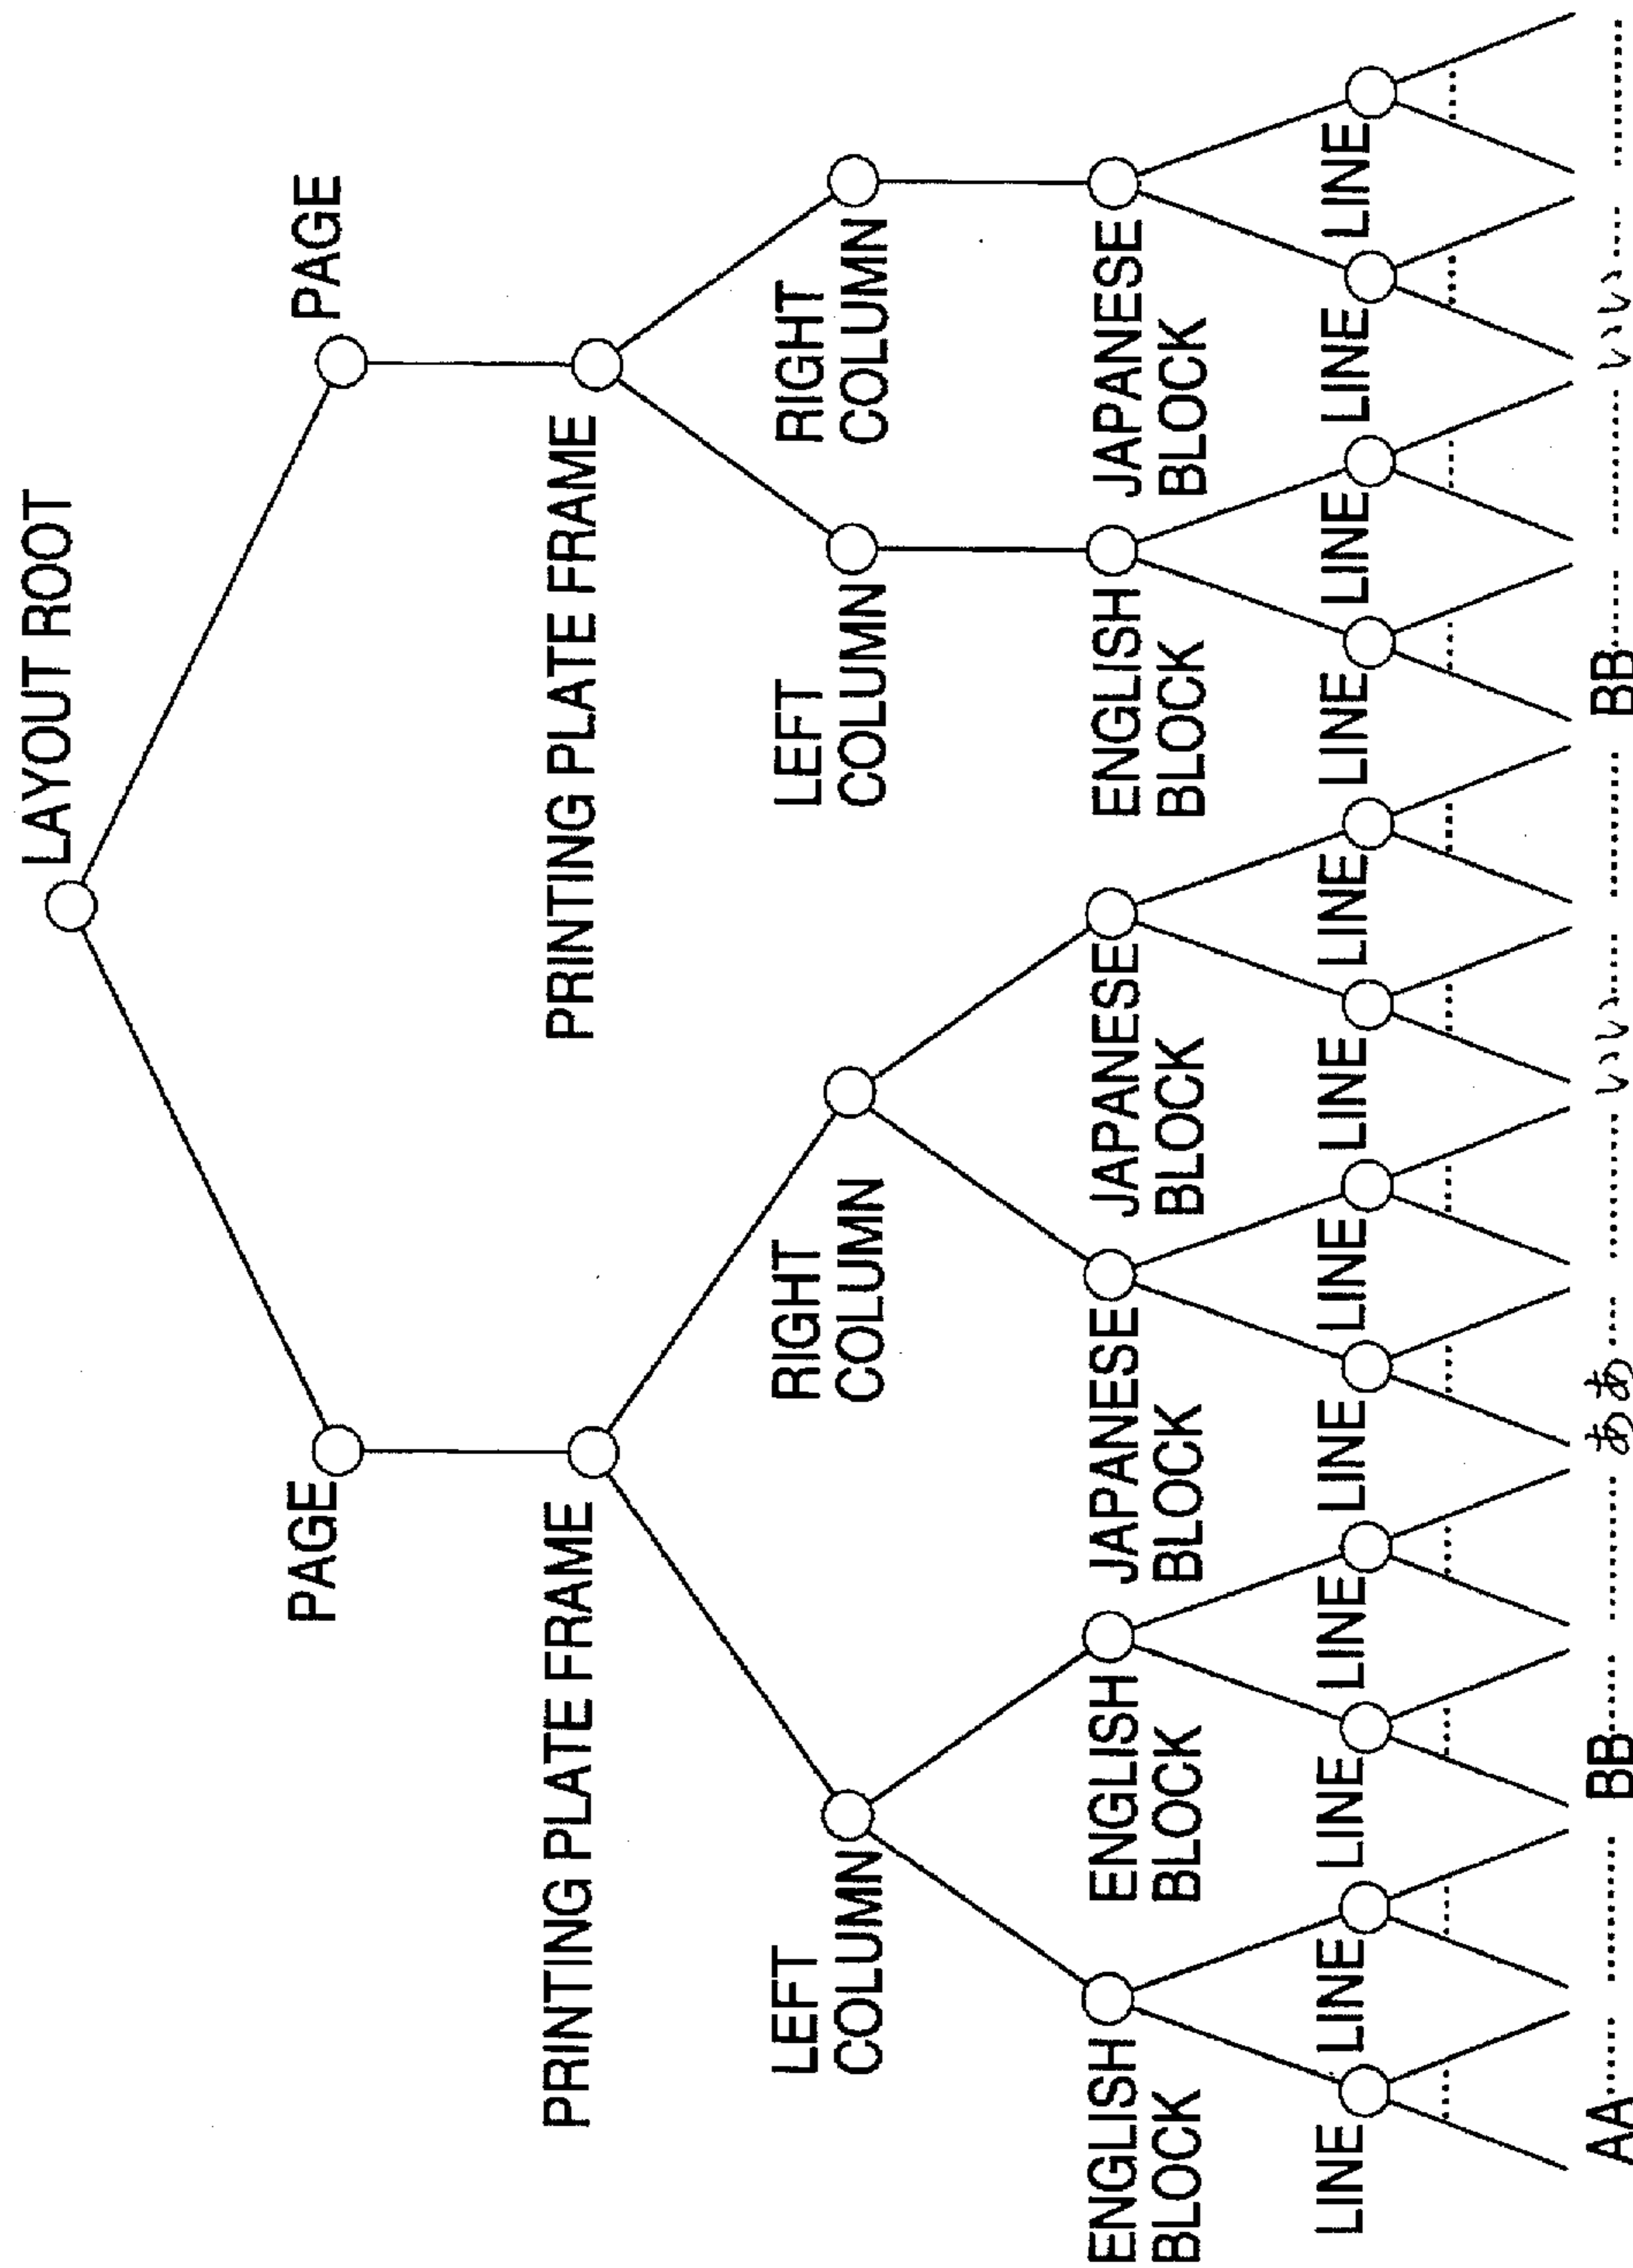 LAYOUT ROOT
PAGE
PAGE
PRINTING PLATE FRAME
PRINTING PLATE FRAME
LEFT
COLUMN
RIGHT
COLUMN
LEFT
COLUMN
RIGHT
COLUMN
ENGLISH
BLOCK
ENGLISH
BLOCK
JAPANESE
BLOCK
JAPANESE
BLOCK
ENGLISH
BLOCK
JAPANESE
BLOCK
LINE LINE LINE LINE LINE LINE LINE LINE LINE LINE LINE LINE
AA BB ああ いい BB いい